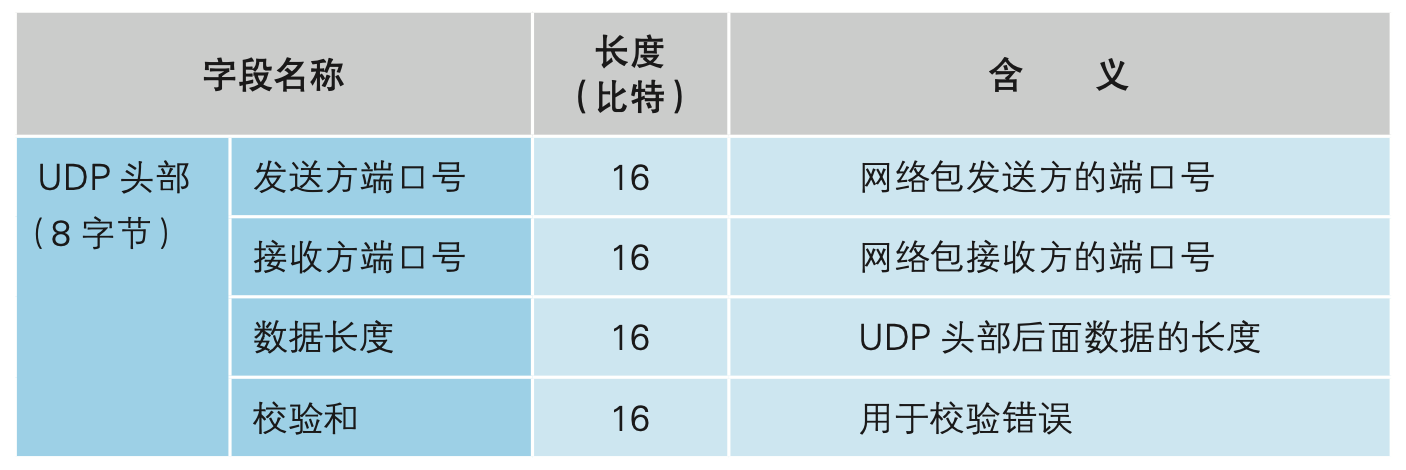 字段名称
长度
（比特）
含 义
UDP 头部
（8 字节）
发送方端口号
16
网络包发送方的端口号
接收方端口号
16
网络包接收方的端口号
数据长度
16
UDP 头部后面数据的长度
校验和
16
用于校验错误